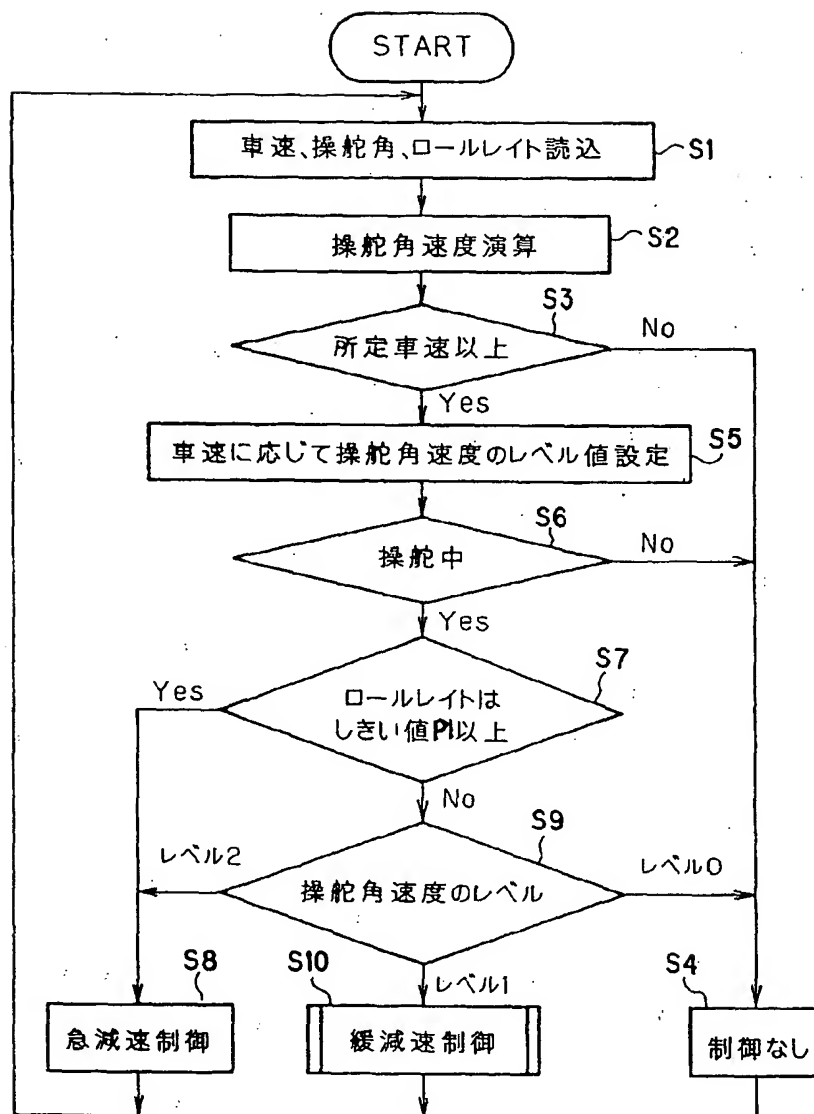 START
車速、操舵角、ロールレイト読込
S1
操舵角速度演算
S2
S3
所定車速以上
No
Yes
車速に応じて操舵角速度のレベル値設定
S5
S6
操舵中
No
Yes
S7
Yes
ロールレイトは
しきい値P1以上
No
S9
レベル2
操舵角速度のレベル
レベル0
S8
S10
レベル1
S4
急減速制御
緩減速制御
制御なし